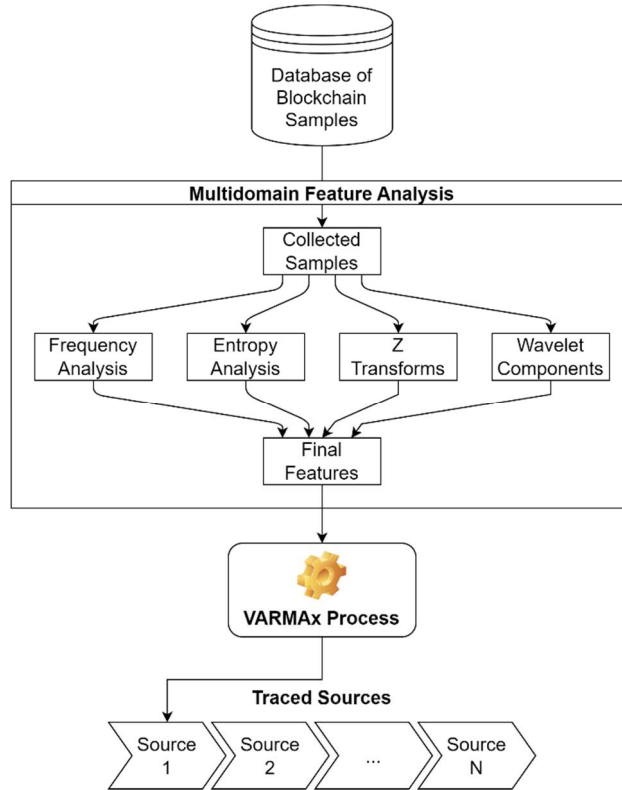 Database of
Blockchain
Samples
Multidomain Feature Analysis
Collected
Samples
Frequency
Analysis
Entropy
Analysis
Z
Transforms
Wavelet
Components
Final
Features
VARMAx Process
Traced Sources
Source
1
Source
2
...
Source
N